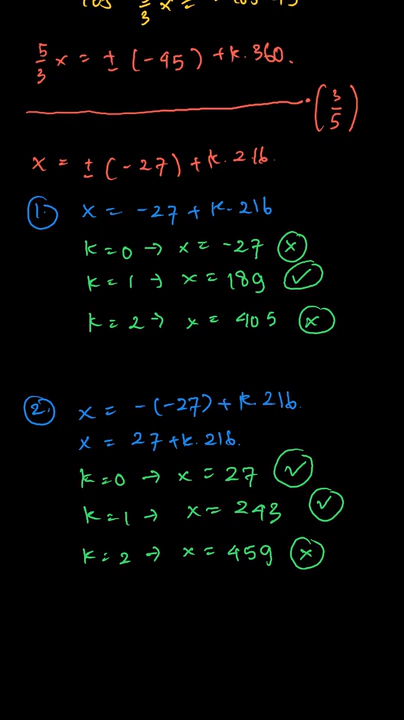 5/3 x = ± (-45) + k.360.
· (3/5)
x = ± (-27) + k.216.
1. x = -27 + k.216
k = 0 → x = -27 ×
k = 1 → x = 189 ✓
k = 2 → x = 405 ×
2. x = -(-27) + k.216.
x = 27 + k.216.
k = 0 → x = 27 ✓
k = 1 → x = 243 ✓
k = 2 → x = 459 ×